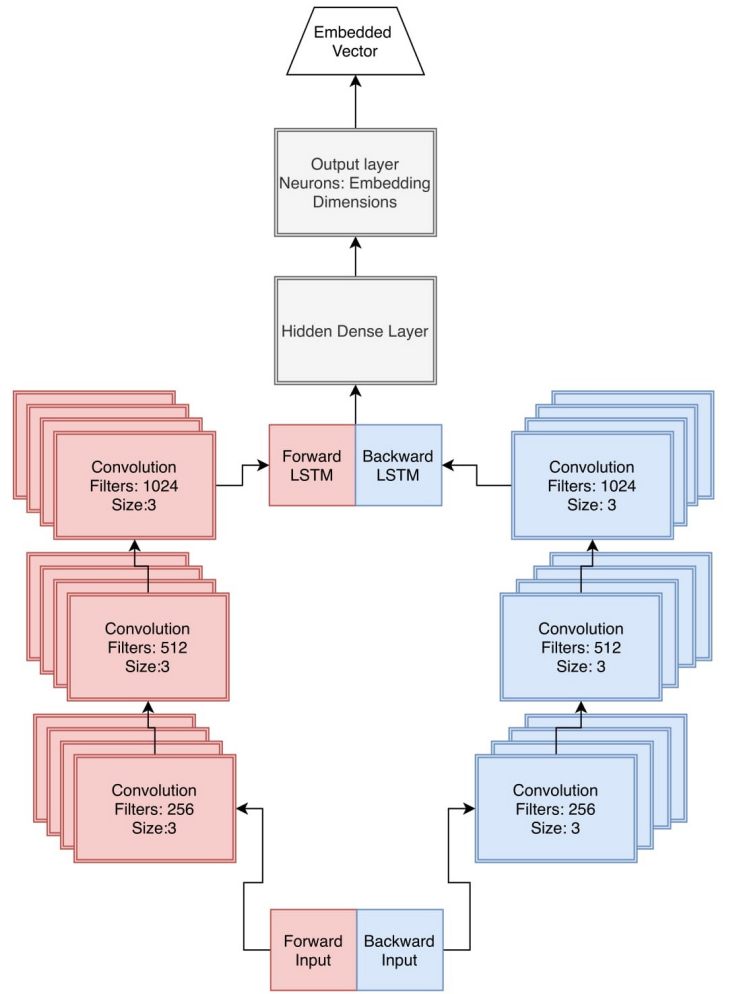 Embedded
Vector
Output layer
Neurons: Embedding
Dimensions
Hidden Dense Layer
Convolution
Filters: 1024
Size:3
Forward
LSTM
Backward
LSTM
Convolution
Filters: 1024
Size: 3
Convolution
Filters: 512
Size:3
Convolution
Filters: 512
Size: 3
Convolution
Filters: 256
Size:3
Convolution
Filters: 256
Size: 3
Forward
Input
Backward
Input